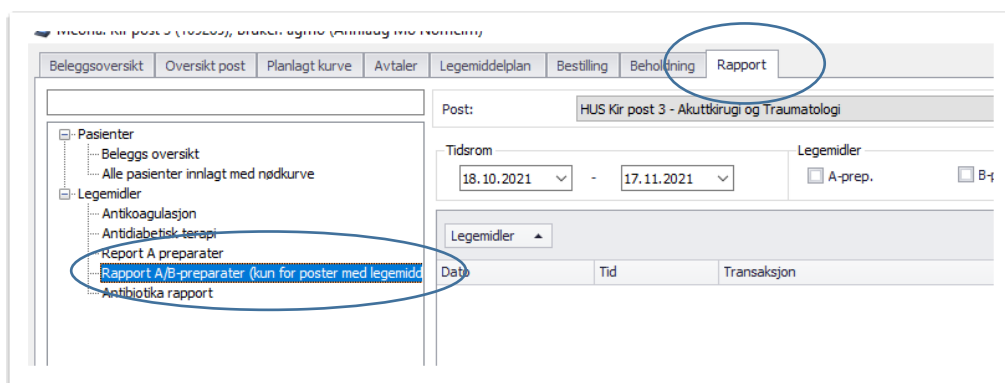 Beleggsoversikt Oversikt post Planlagt kurve Avtaler Legemiddelplan Bestilling Beholdning Rapport
Post: HUS Kir post 3 - Akuttkirugi og Traumatologi
Pasienter
Beleggs oversikt
Alle pasienter innlagt med nødkurve
Legemidler
Antikoagulasjon
Antidiabetisk terapi
Report A preparater
Rapport A/B-preparater (kun for poster med legemidd
Antibiotika rapport
Tidsrom
18.10.2021 - 17.11.2021
Legemidler
A-prep.
Legemidler
Dato Tid Transaksjon